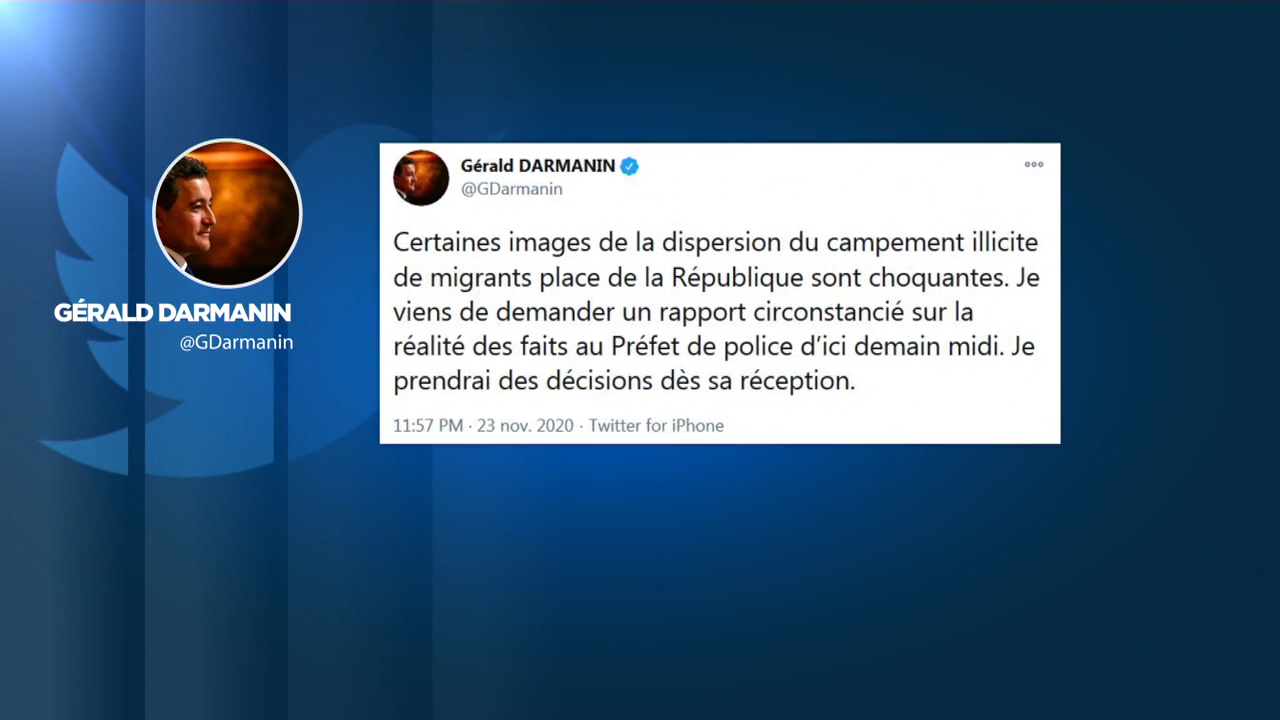 GÉRALD DARMANIN
@GDarmanin
Gérald DARMANIN
@GDarmanin
Certaines images de la dispersion du campement illicite
de migrants place de la République sont choquantes. Je
viens de demander un rapport circonstancié sur la
réalité des faits au Préfet de police d’ici demain midi. Je
prendrai des décisions dès sa réception.
11:57 PM · 23 nov. 2020 · Twitter for iPhone